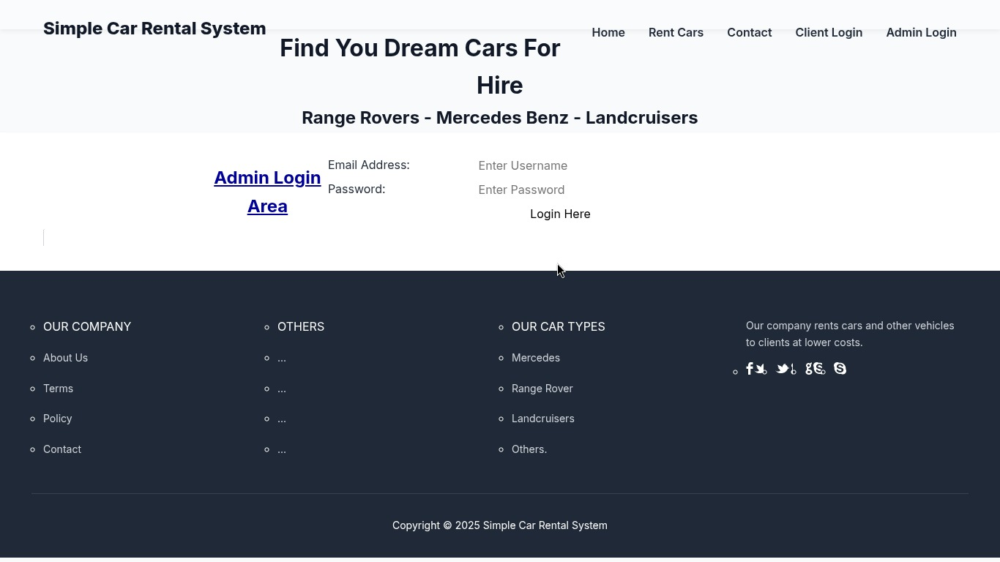 Simple Car Rental System
Home
Rent Cars
Contact
Client Login
Admin Login
Find You Dream Cars For
Hire
Range Rovers - Mercedes Benz - Landcruisers
Admin Login
Area
Email Address:
Enter Username
Password:
Enter Password
Login Here
OUR COMPANY
About Us
Terms
Policy
Contact
OTHERS
...
...
...
...
OUR CAR TYPES
Mercedes
Range Rover
Landcruisers
Others.
Our company rents cars and other vehicles
to clients at lower costs.
Copyright © 2025 Simple Car Rental System